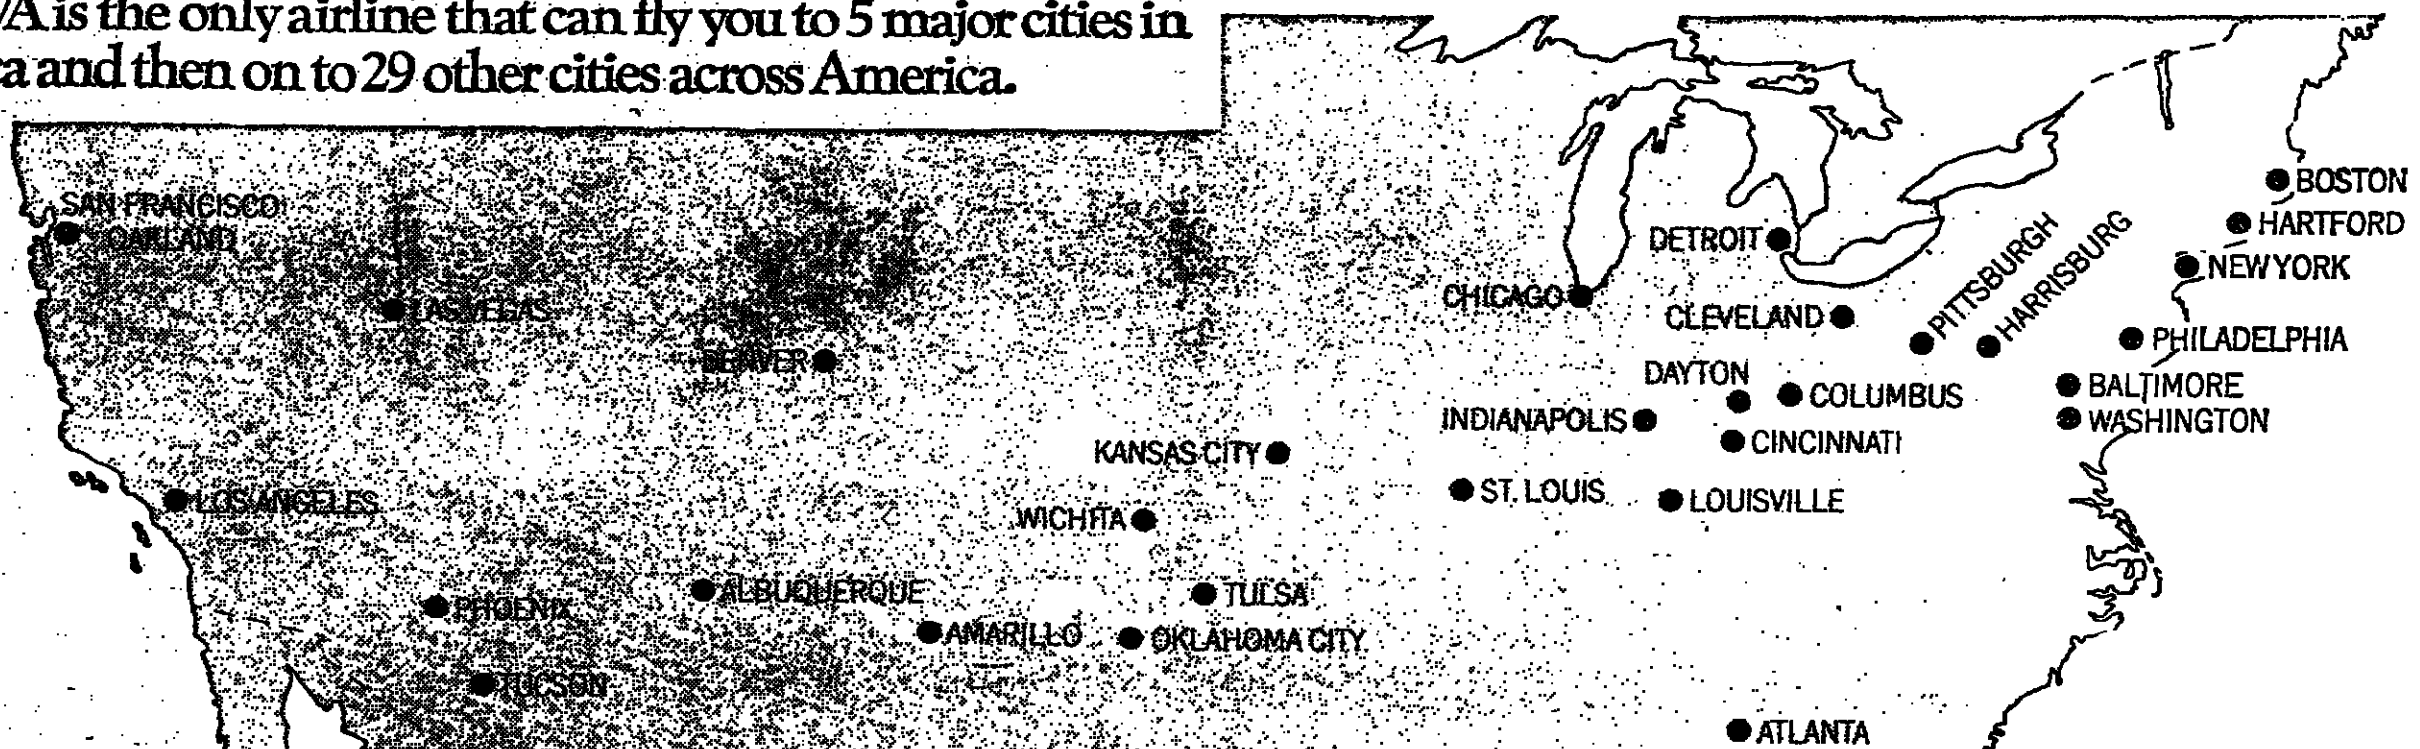 A is the only airline that can fly you to 5 major cities in
a and then on to 29 other cities across America.
SAN FRANCISCO
OAKLAND
LAS VEGAS
DENVER
LOS ANGELES
PHOENIX
TUCSON
ALBUQUERQUE
AMARILLO
WICHITA
KANSAS CITY
TULSA
OKLAHOMA CITY
CHICAGO
DETROIT
CLEVELAND
DAYTON
COLUMBUS
INDIANAPOLIS
CINCINNATI
ST. LOUIS
LOUISVILLE
PITTSBURGH
HARRISBURG
BOSTON
HARTFORD
NEW YORK
PHILADELPHIA
BALTIMORE
WASHINGTON
ATLANTA